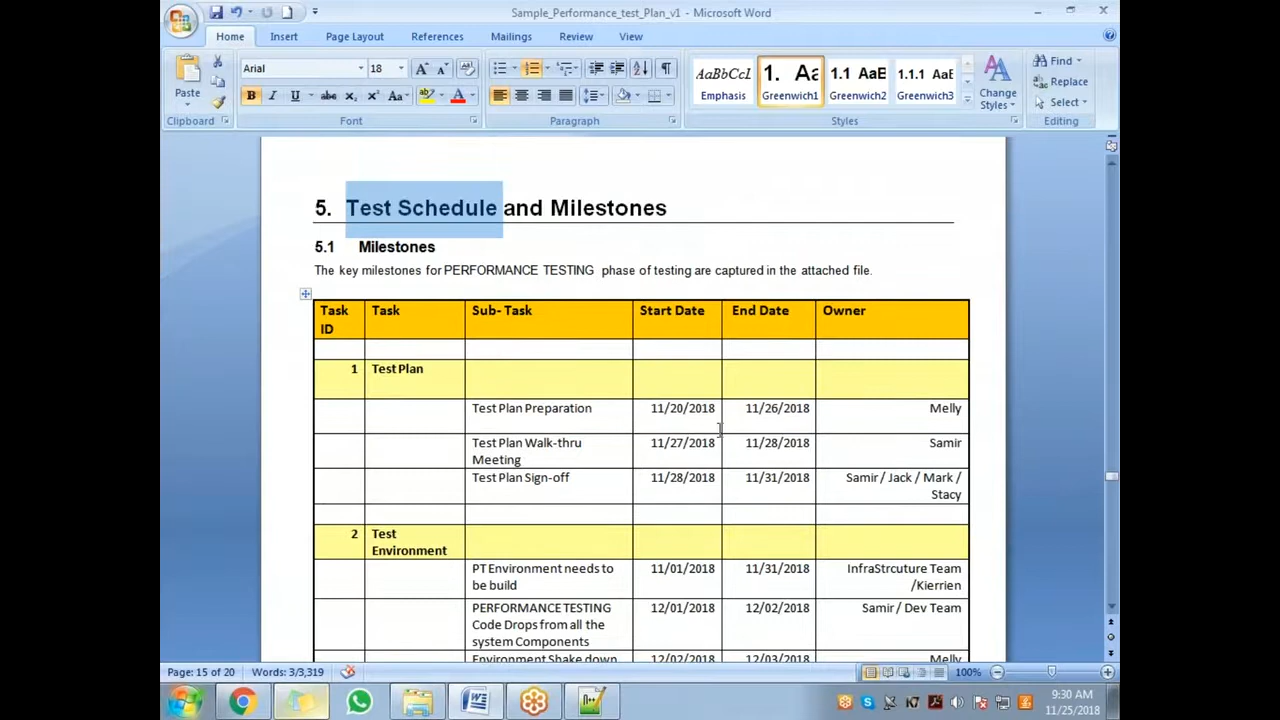 Sample_Performance_test_Plan_v1 - Microsoft Word
Home Insert Page Layout References Mailings Review View
Arial 18
Paste
Clipboard Font Paragraph Styles Editing
AaBbCcL 1. Aa 1.1 AaB 1.1.1 AaB
Emphasis Greenwich1 Greenwich2 Greenwich3
Change Styles
Find
Replace
Select
5. Test Schedule and Milestones
5.1 Milestones
The key milestones for PERFORMANCE TESTING phase of testing are captured in the attached file.
Task ID Task Sub- Task Start Date End Date Owner
1 Test Plan
Test Plan Preparation 11/20/2018 11/26/2018 Melly
Test Plan Walk-thru Meeting 11/27/2018 11/28/2018 Samir
Test Plan Sign-off 11/28/2018 11/31/2018 Samir / Jack / Mark / Stacy
2 Test Environment
PT Environment needs to be build 11/01/2018 11/31/2018 InfraStrcuture Team /Kierrien
PERFORMANCE TESTING Code Drops from all the system Components 12/01/2018 12/02/2018 Samir / Dev Team
Environment Shake down 12/02/2018 12/03/2018 Melly
Page: 15 of 20 Words: 3/3,319 100%
9:30 AM
11/25/2018